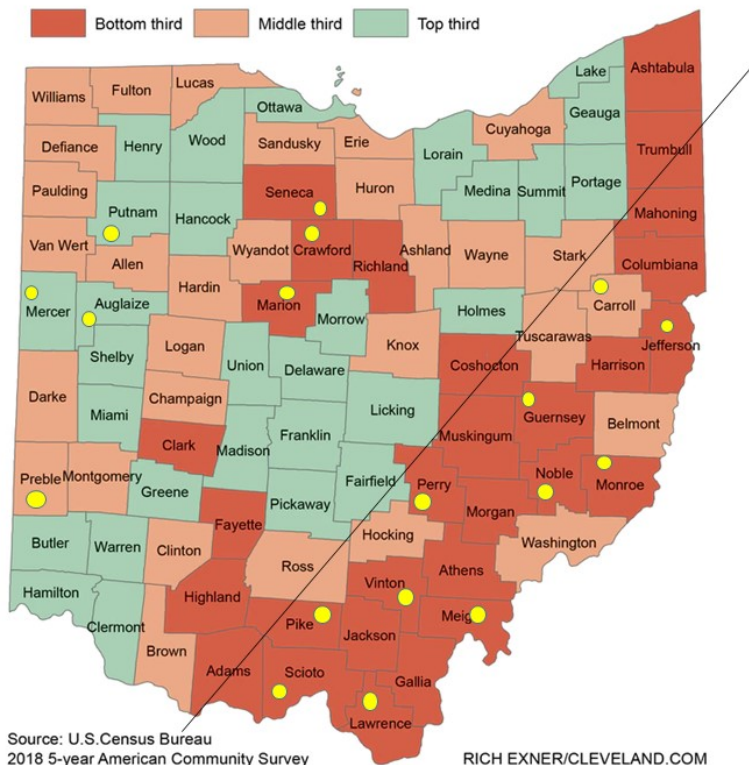 Bottom third Middle third Top third
Ashtabula
Lake
Lucas
Fulton
Williams
Geauga
Ottawa
Cuyahoga
Wood
Sandusky Erie
Defiance
Henry
Trumbull
Lorain
Portage
Medina Summit
Seneca
Huron
Paulding
Putnam
Hancock
Mahoning
Van Wert
Wyandot
Crawford
Richland
Ashland
Wayne
Stark
Columbiana
Allen
Hardin
Marion
Carroll
Mercer
Auglaize
Morrow
Holmes
Tuscarawas
Jefferson
Logan
Knox
Shelby
Union
Delaware
Coshocton
Harrison
Darke
Champaign
Licking
Miami
Guernsey
Belmont
Franklin
Muskingum
Clark
Madison
Preble
Montgomery
Fairfield
Perry
Noble
Monroe
Greene
Pickaway
Morgan
Fayette
Hocking
Butler
Warren
Clinton
Washington
Ross
Athens
Vinton
Hamilton
Highland
Clermont
Pike
Jackson
Meig
Brown
Adams
Scioto
Gallia
Lawrence
Source: U.S.Census Bureau
2018 5-year American Community Survey
RICH EXNER/CLEVELAND.COM